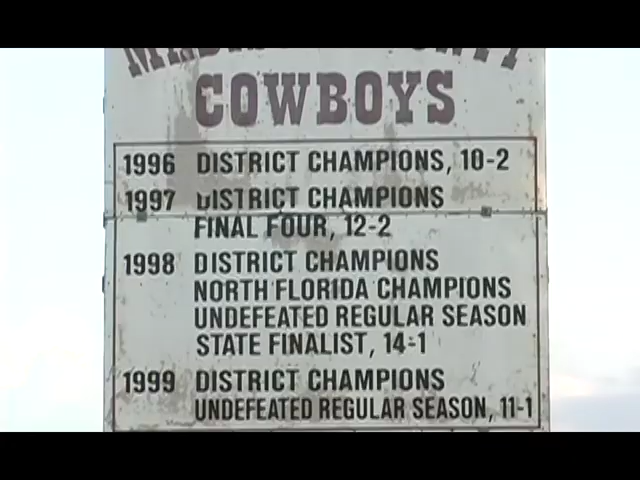 COWBOYS
1996 DISTRICT CHAMPIONS, 10-2
1997 DISTRICT CHAMPIONS
FINAL FOUR, 12-2
1998 DISTRICT CHAMPIONS
NORTH FLORIDA CHAMPIONS
UNDEFEATED REGULAR SEASON
STATE FINALIST, 14-1
1999 DISTRICT CHAMPIONS
UNDEFEATED REGULAR SEASON, 11-1